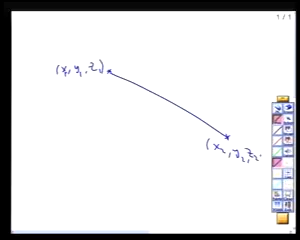 1 / 1
(x₁, y₁, z₁)
(x₂, y₂, z₂.